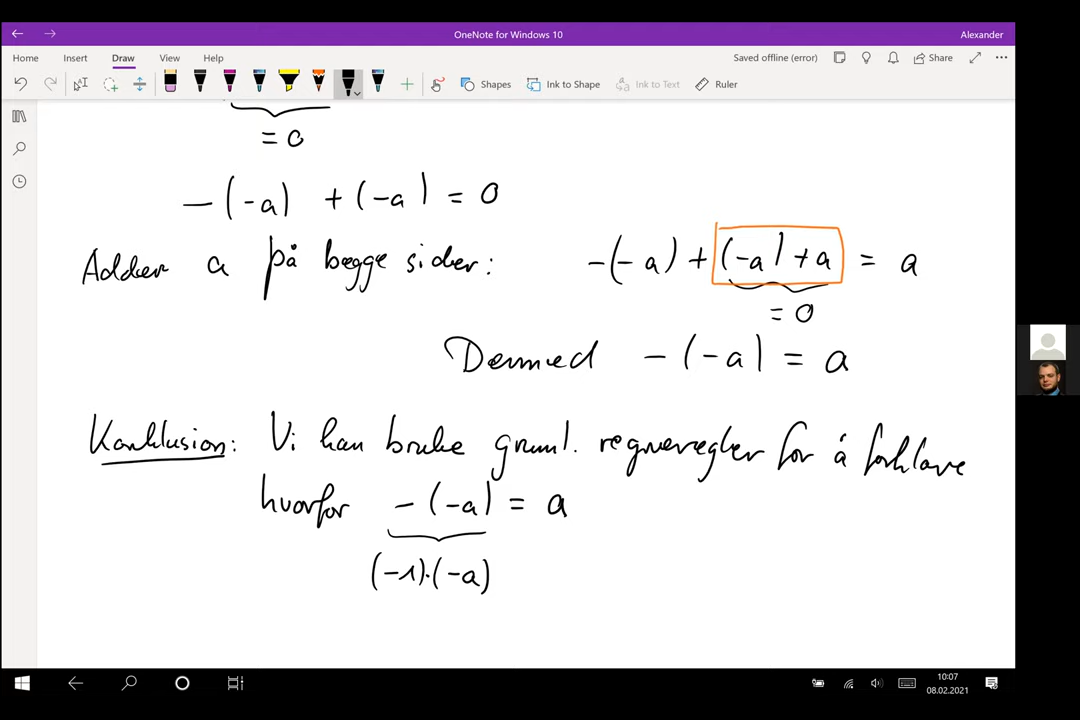 OneNote for Windows 10
Alexander
Home Insert Draw View Help
Saved offline (error) Share
Shapes Ink to Shape Ink to Text Ruler
= 0
-(-a) + (-a) = 0
Adder a på begge sider: -(-a) + (-a) + a = a
= 0
Dermed -(-a) = a
Konklusion: Vi kan bruke grunnl. regneregler for å forklare
hvorfor -(-a) = a
(-1)·(-a)
10:07
08.02.2021